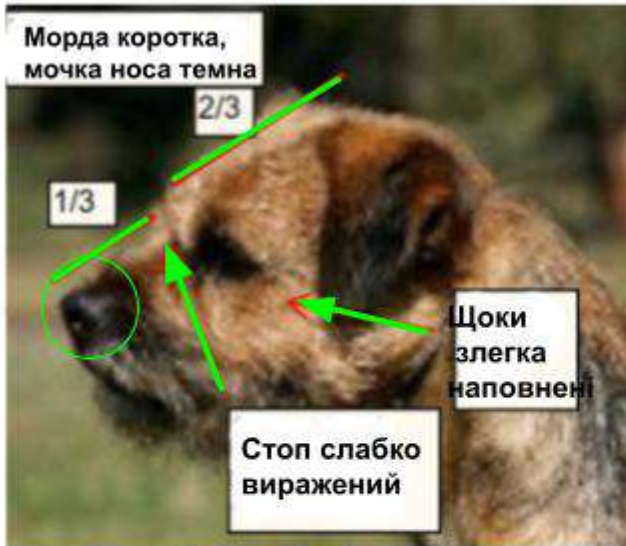 Морда коротка,
мочка носа темна
2/3
1/3
Щоки
злегка
наповнені
Стоп слабко
виражений